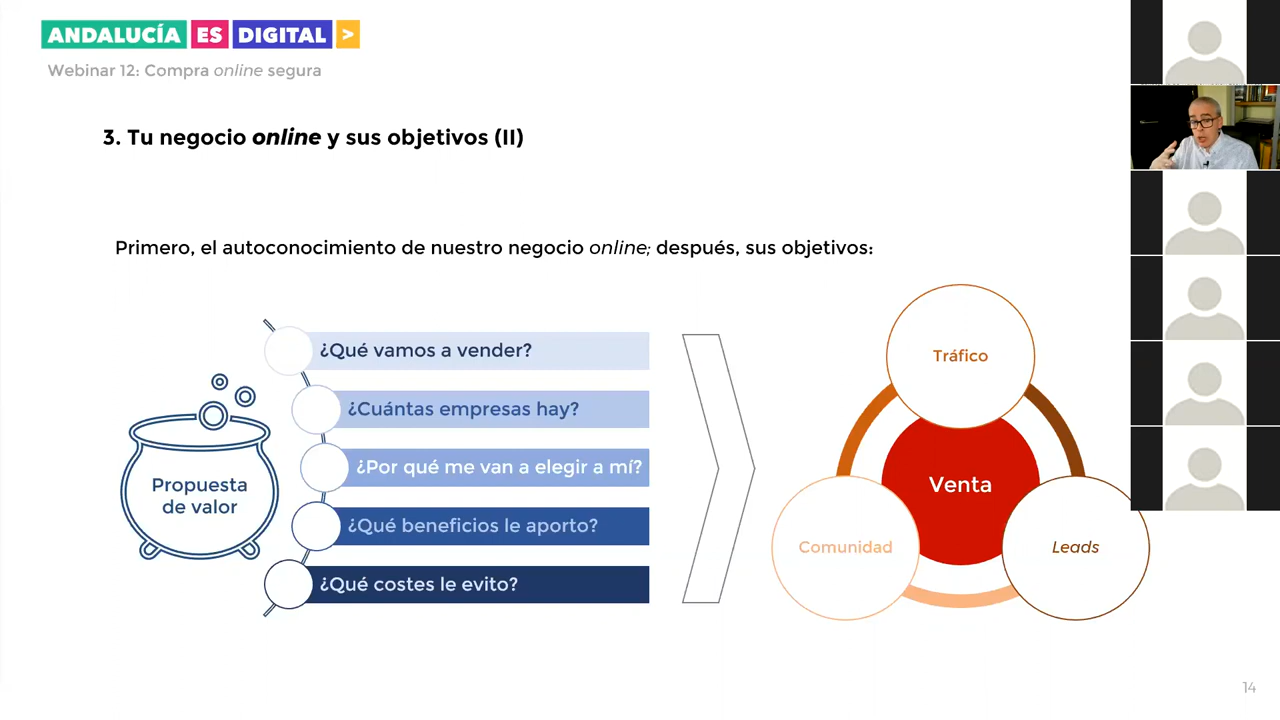 ANDALUCÍA ES DIGITAL >
Webinar 12: Compra online segura
3. Tu negocio online y sus objetivos (II)
Primero, el autoconocimiento de nuestro negocio online; después, sus objetivos:
Propuesta
de valor
¿Qué vamos a vender?
¿Cuántas empresas hay?
¿Por qué me van a elegir a mí?
¿Qué beneficios le aporto?
¿Qué costes le evito?
Tráfico
Venta
Comunidad
Leads
14